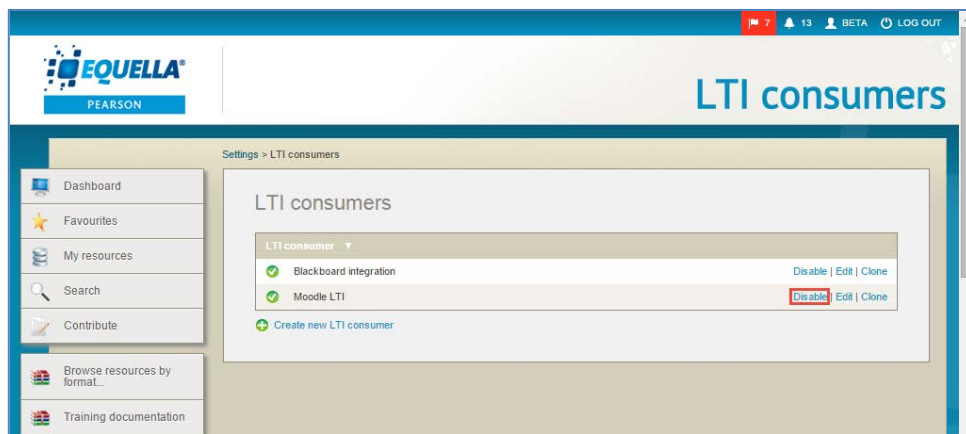 7 13 BETA LOG OUT
EQUELLA®
PEARSON
LTI consumers
Settings > LTI consumers
Dashboard
Favourites
My resources
Search
Contribute
Browse resources by
format...
Training documentation
LTI consumers
LTI consumer
Blackboard integration Disable | Edit | Clone
Moodle LTI Disable | Edit | Clone
Create new LTI consumer